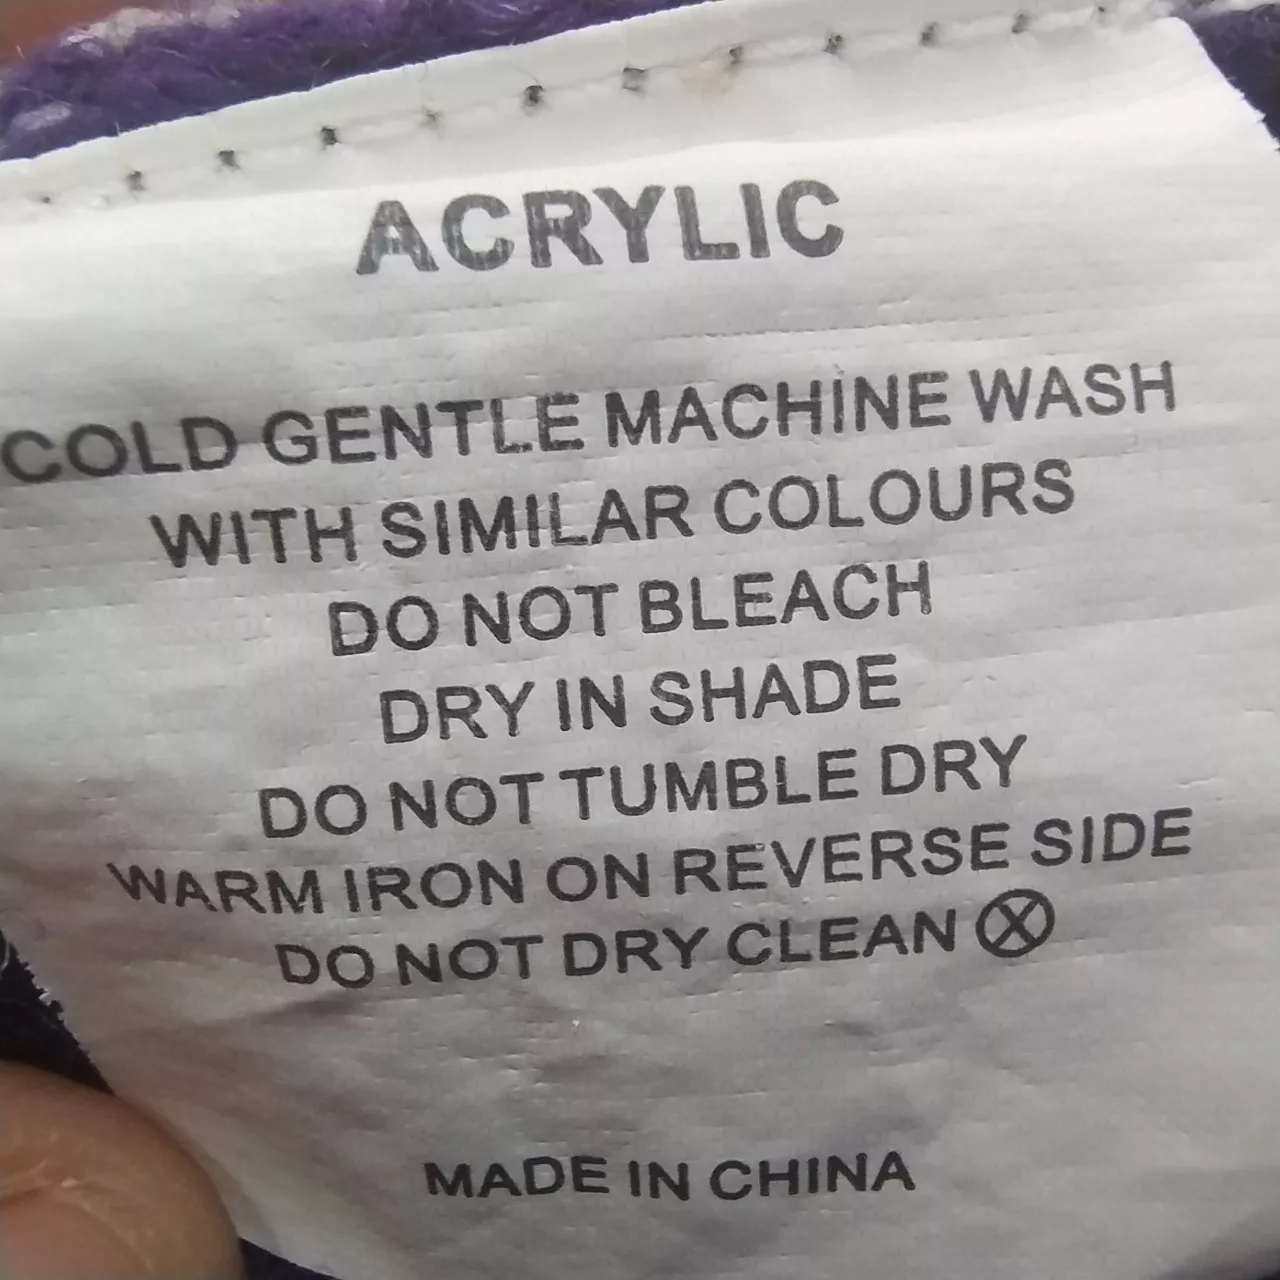 ACRYLIC
COLD GENTLE MACHINE WASH
WITH SIMILAR COLOURS
DO NOT BLEACH
DRY IN SHADE
DO NOT TUMBLE DRY
WARM IRON ON REVERSE SIDE
DO NOT DRY CLEAN ⓧ
MADE IN CHINA